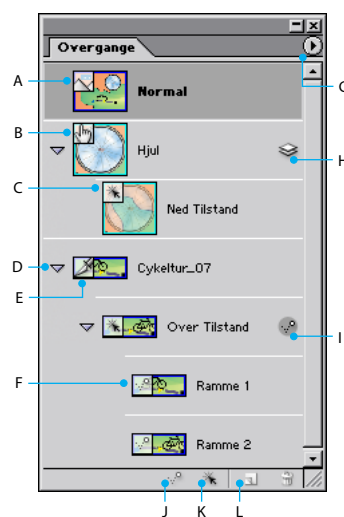 Overgange
G
A
Normal
B
Hjul
H
C
Ned Tilstand
D
Cykeltur_07
E
Over Tilstand
I
F
Ramme 1
Ramme 2
J
K
L